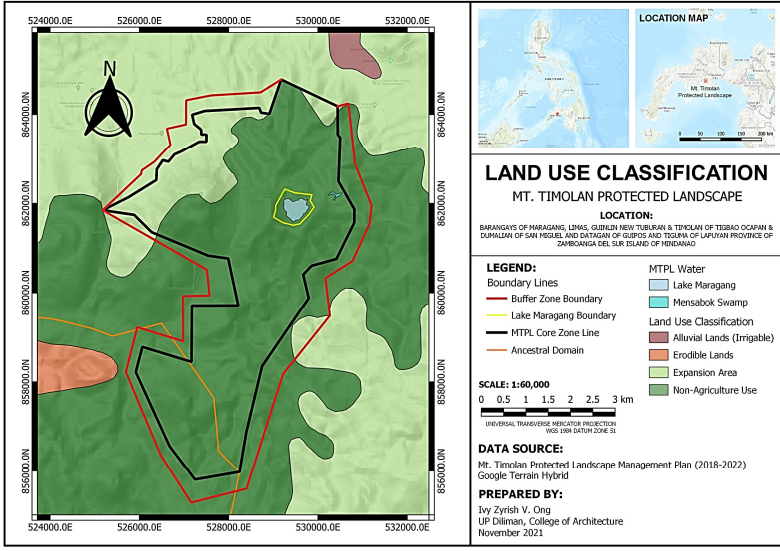 524000.0E 526000.0E 528000.0E 530000.0E 532000.0E
N
864000.0N 864000.0N
862000.0N 862000.0N
860000.0N 860000.0N
858000.0N 858000.0N
856000.0N 856000.0N
524000.0E 526000.0E 528000.0E 530000.0E 532000.0E
LOCATION MAP
Mt. Timolan
Protected Landscape
0 50 100 150 200 km
LAND USE CLASSIFICATION
MT. TIMOLAN PROTECTED LANDSCAPE
LOCATION:
BARANGAYS OF MARAGANG, LIMAS, GUINLIN NEW TUBURAN & TIMOLAN OF TIGBAO OCAPAN &
DUMALIAN OF SAN MIGUEL AND DATAGAN OF GUIPOS AND TIGUMA OF LAPUYAN PROVINCE OF
ZAMBOANGA DEL SUR ISLAND OF MINDANAO
LEGEND:
Boundary Lines
Buffer Zone Boundary
Lake Maragang Boundary
MTPL Core Zone Line
Ancestral Domain
MTPL Water
Lake Maragang
Mensabok Swamp
Land Use Classification
Alluvial Lands (Irrigable)
Erodible Lands
Expansion Area
Non-Agriculture Use
SCALE: 1:60,000
0 0.5 1 1.5 2 2.5 3 km
UNIVERSAL TRANSVERSE MERCATOR PROJECTION
WGS 1984 DATUM ZONE 51
DATA SOURCE:
Mt. Timolan Protected Landscape Management Plan (2018-2022)
Google Terrain Hybrid
PREPARED BY:
Ivy Zyrish V. Ong
UP Diliman, College of Architecture
November 2021